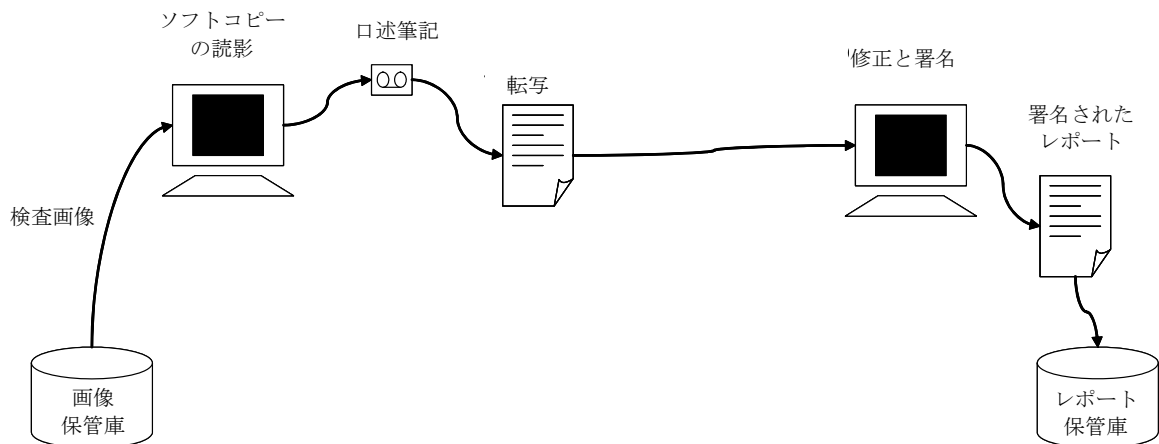 ソフトコピー
の読影
口述筆記
転写
修正と署名
署名された
レポート
検査画像
画像
保管庫
レポート
保管庫